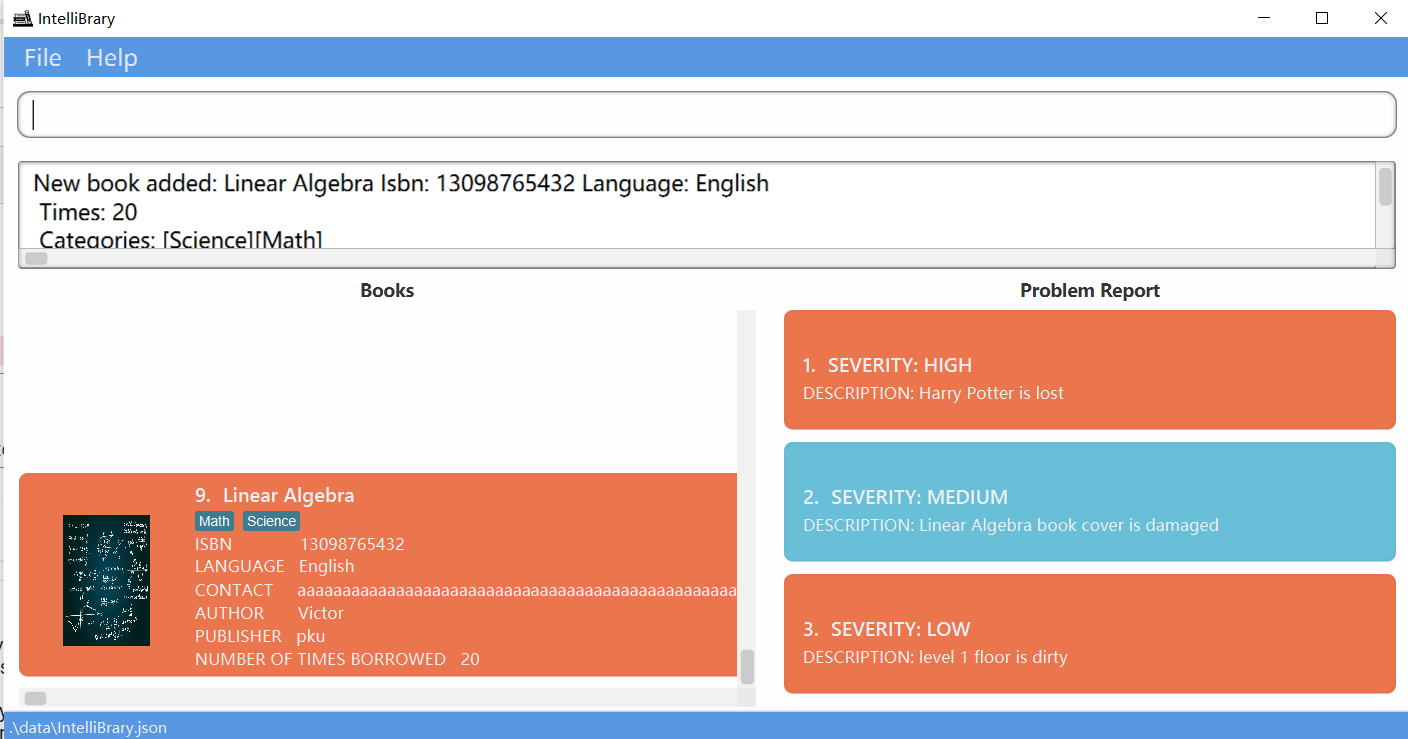 IntelliBrary
File Help
New book added: Linear Algebra Isbn: 13098765432 Language: English
Times: 20
Categories: [Science][Math]
Books
9. Linear Algebra
Math Science
ISBN 13098765432
LANGUAGE English
CONTACT aaaaaaaaaaaaaaaaaaaaaaaaaaaaaaaaaaaaaaaaaaaaaaaaa
AUTHOR Victor
PUBLISHER pku
NUMBER OF TIMES BORROWED 20
Problem Report
1. SEVERITY: HIGH
DESCRIPTION: Harry Potter is lost
2. SEVERITY: MEDIUM
DESCRIPTION: Linear Algebra book cover is damaged
3. SEVERITY: LOW
DESCRIPTION: level 1 floor is dirty
.\data\IntelliBrary.json